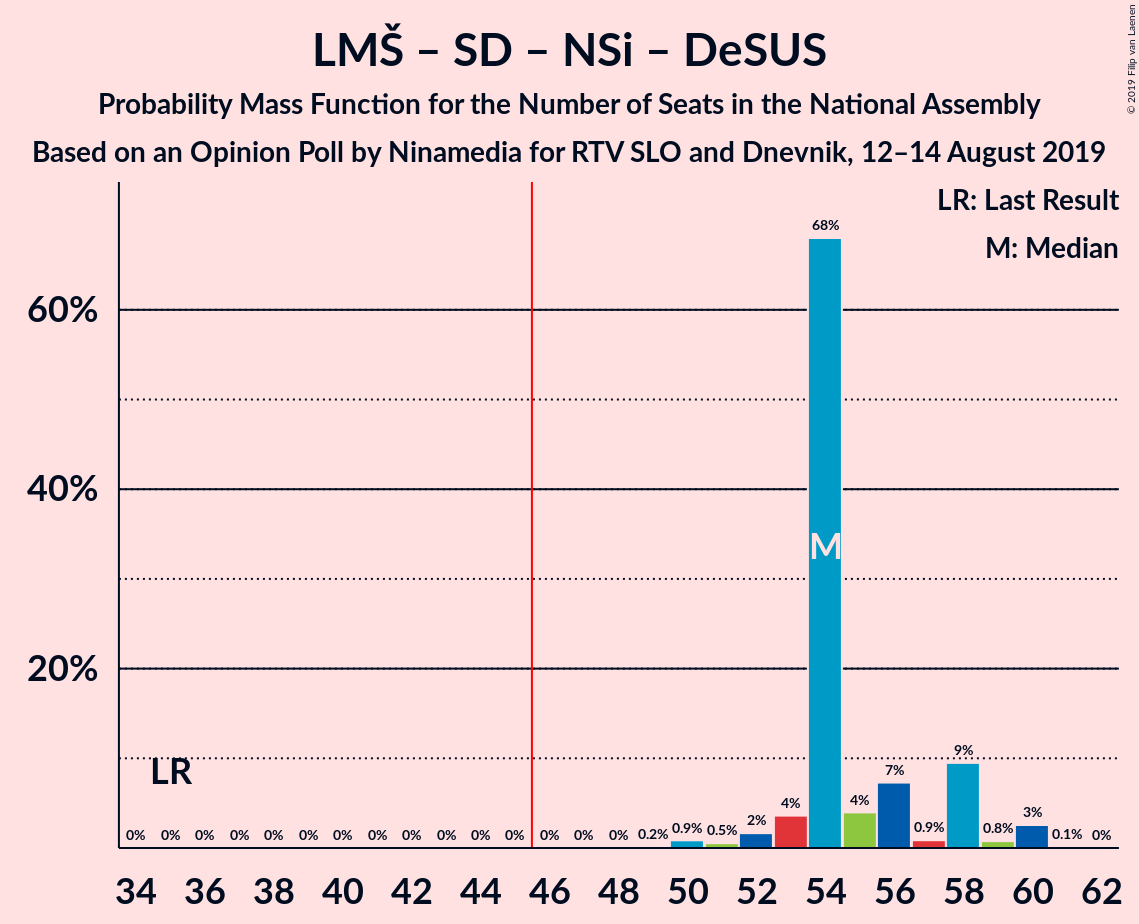 LMŠ – SD – NSi – DeSUS
Probability Mass Function for the Number of Seats in the National Assembly
Based on an Opinion Poll by Ninamedia for RTV SLO and Dnevnik, 12–14 August 2019
© 2019 Filip van Laenen
LR: Last Result
M: Median
60%
40%
20%
LR
M
0% 0% 0% 0% 0% 0% 0% 0% 0% 0% 0% 0% 0% 0% 0% 0.2% 0.9% 0.5% 2% 4% 68% 4% 7% 0.9% 9% 0.8% 3% 0.1% 0%
34 36 38 40 42 44 46 48 50 52 54 56 58 60 62